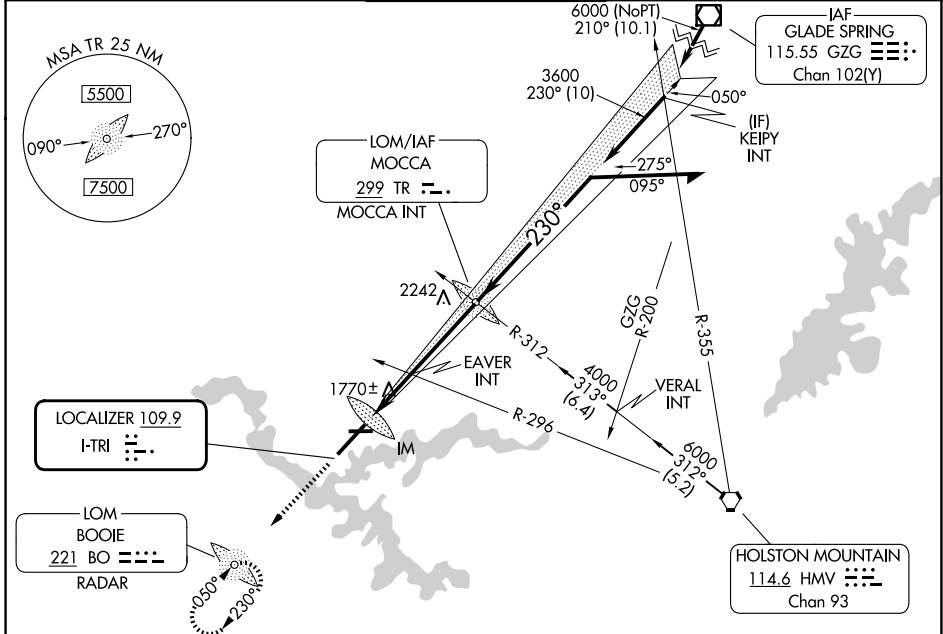 MSA TR 25 NM
5500
090°
270°
7500
6000 (NoPT)
210° (10.1)
IAF
GLADE SPRING
115.55 GZG
Chan 102(Y)
3600
230° (10)
050°
(IF)
KEIPY
INT
LOM/IAF
MOCCA
299 TR
MOCCA INT
275°
095°
230°
2242
R-312
GZG
R-200
R-355
EAVER
INT
4000
313°
(6.4)
VERAL
INT
1770±
R-296
LOCALIZER 109.9
I-TRI
IM
6000
312°
(5.2)
LOM
BOOIE
221 BO
RADAR
050°
230°
HOLSTON MOUNTAIN
114.6 HMV
Chan 93